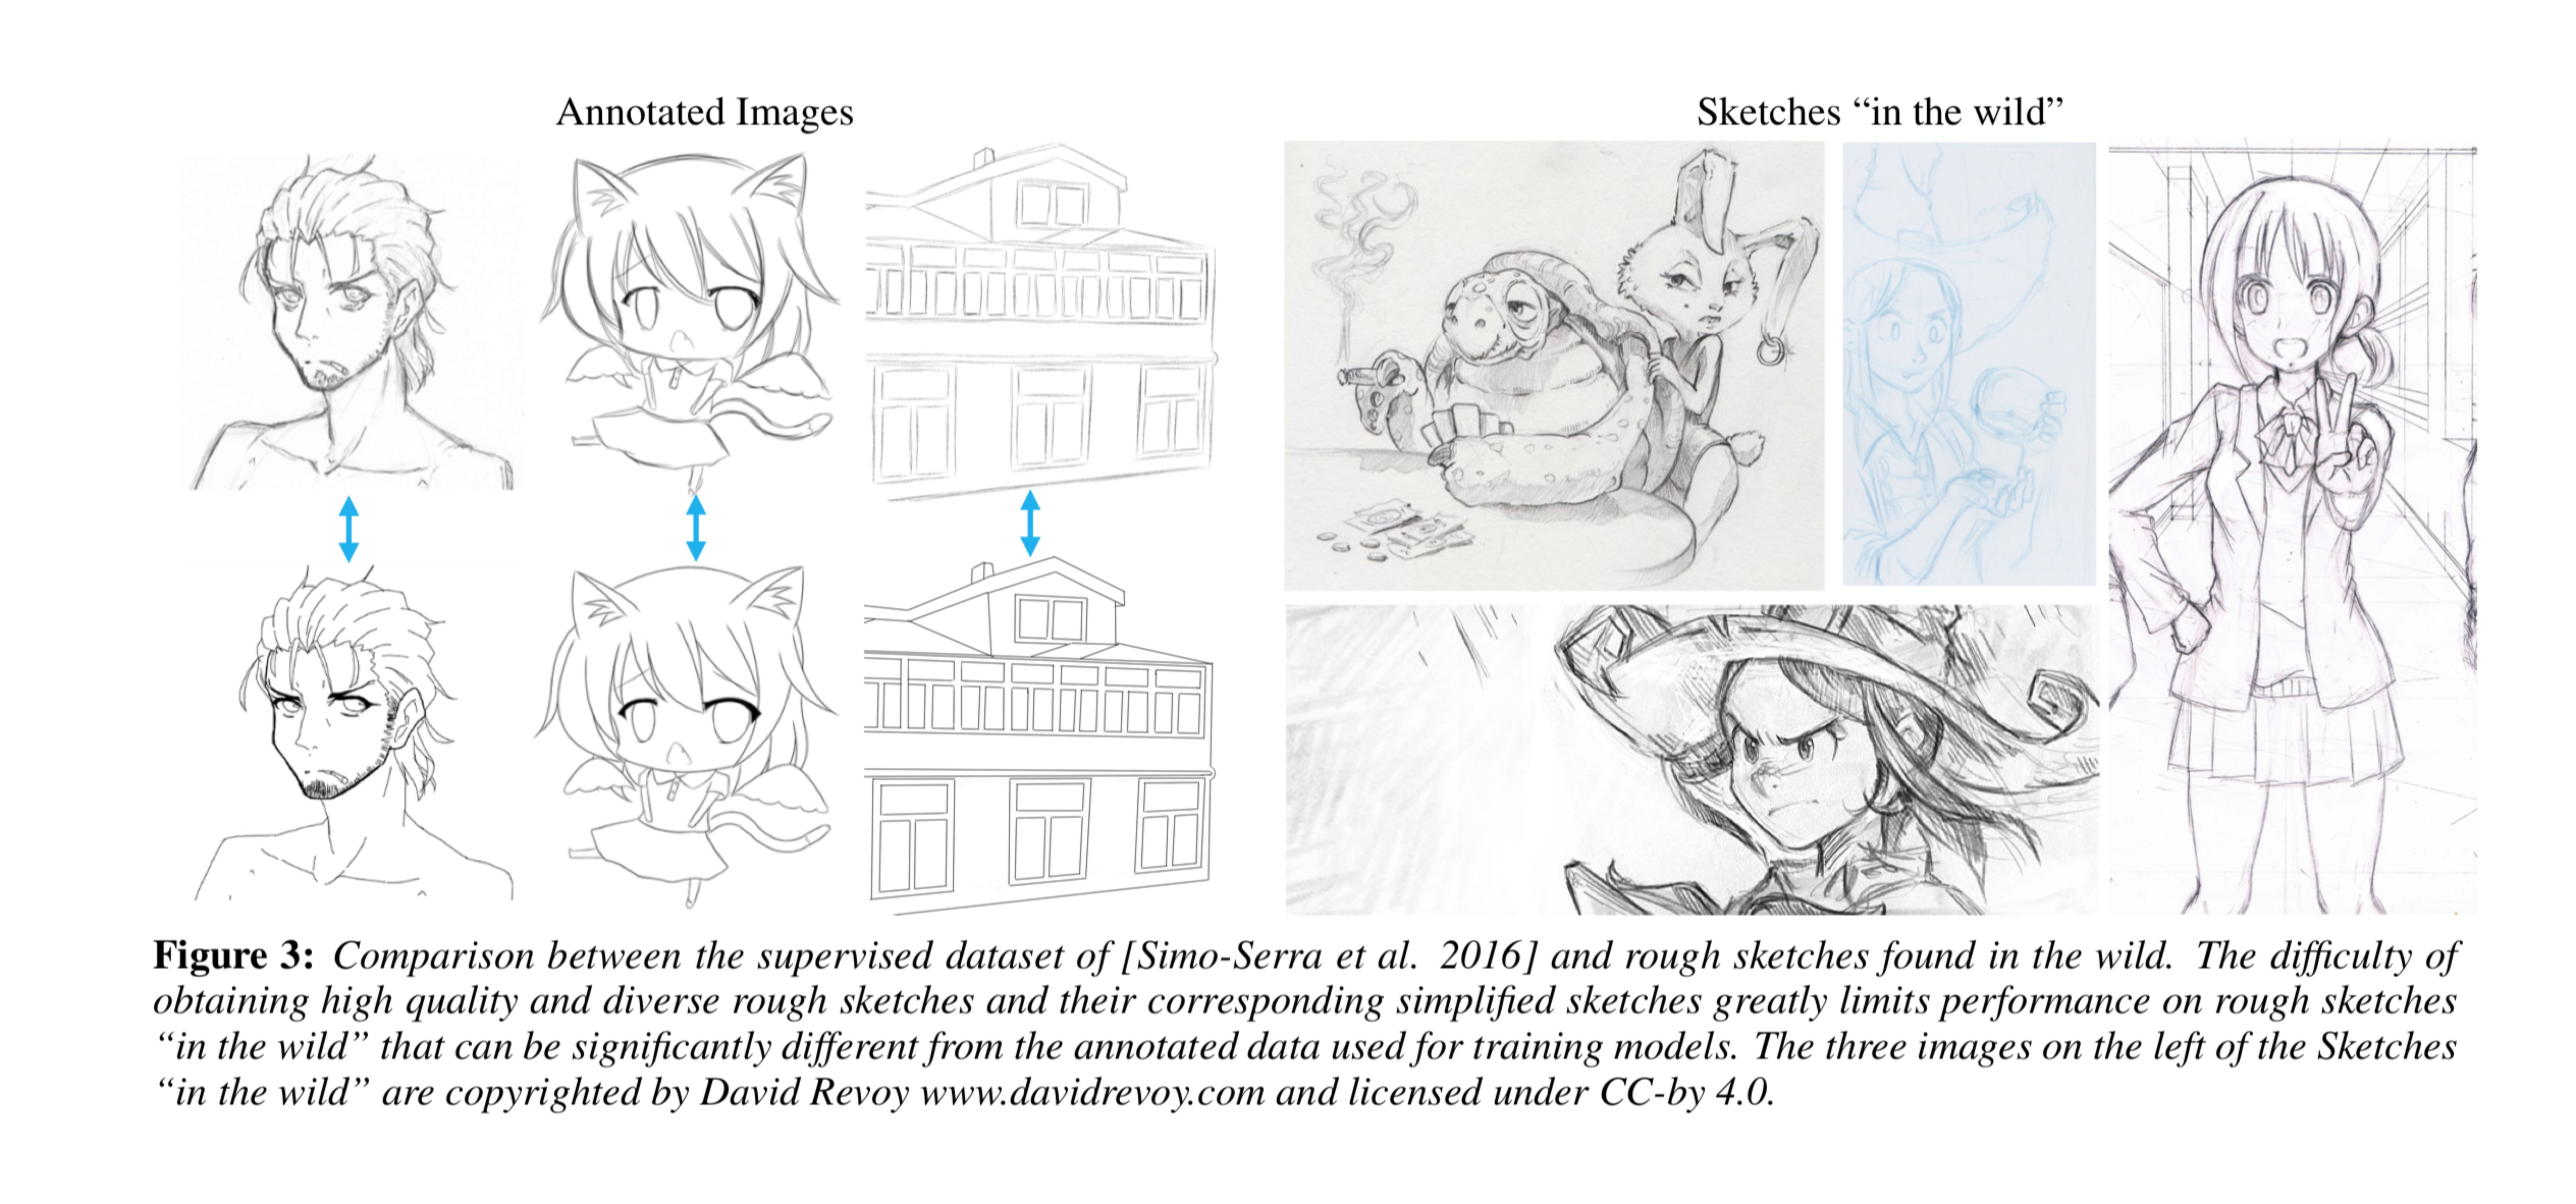 Annotated Images
Sketches “in the wild”
Figure 3: Comparison between the supervised dataset of [Simo-Serra et al. 2016] and rough sketches found in the wild. The difficulty of
obtaining high quality and diverse rough sketches and their corresponding simplified sketches greatly limits performance on rough sketches
“in the wild” that can be significantly different from the annotated data used for training models. The three images on the left of the Sketches
“in the wild” are copyrighted by David Revoy www.davidrevoy.com and licensed under CC-by 4.0.